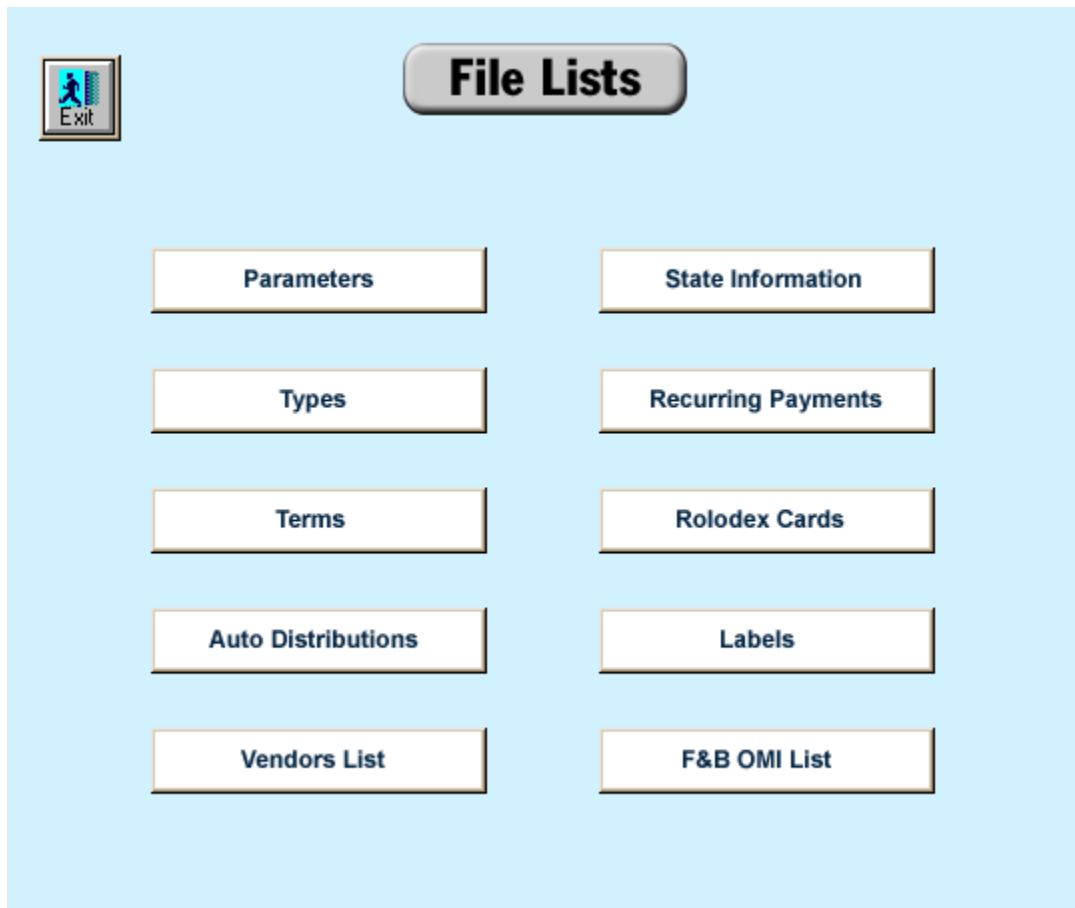 File Lists
Exit
Parameters
State Information
Types
Recurring Payments
Terms
Rolodex Cards
Auto Distributions
Labels
Vendors List
F&B OMI List